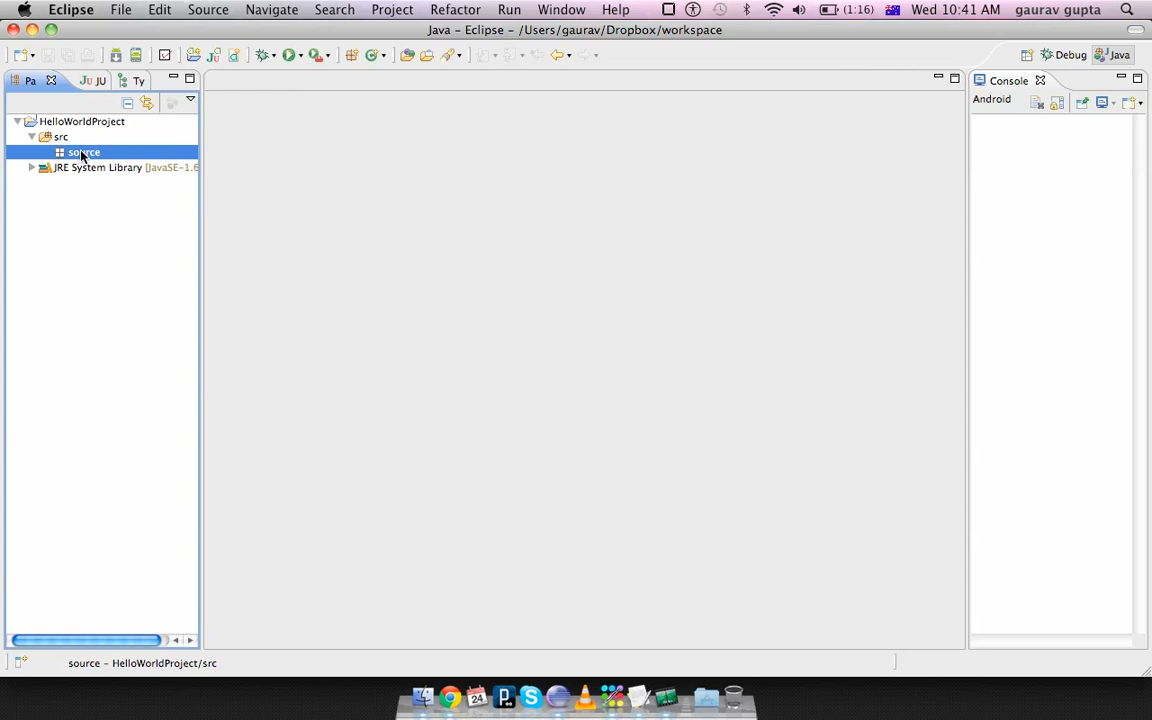 Eclipse File Edit Source Navigate Search Project Refactor Run Window Help (1:16) Wed 10:41 AM gaurav gupta
Java – Eclipse – /Users/gaurav/Dropbox/workspace
Debug Java
Pa JU Ty
Console
Android
HelloWorldProject
src
source
JRE System Library [JavaSE-1.6
source – HelloWorldProject/src
24